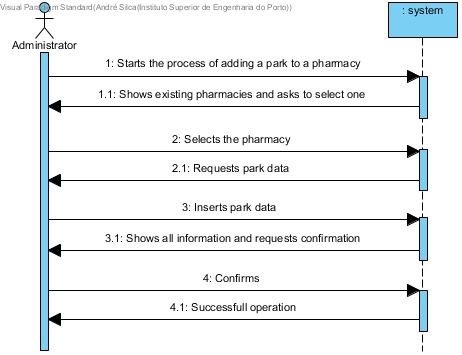 Visual Paradigm Standard(André Silca(Instituto Superior de Engenharia do Porto))
: system
Administrator
1: Starts the process of adding a park to a pharmacy
1.1: Shows existing pharmacies and asks to select one
2: Selects the pharmacy
2.1: Requests park data
3: Inserts park data
3.1: Shows all information and requests confirmation
4: Confirms
4.1: Successfull operation